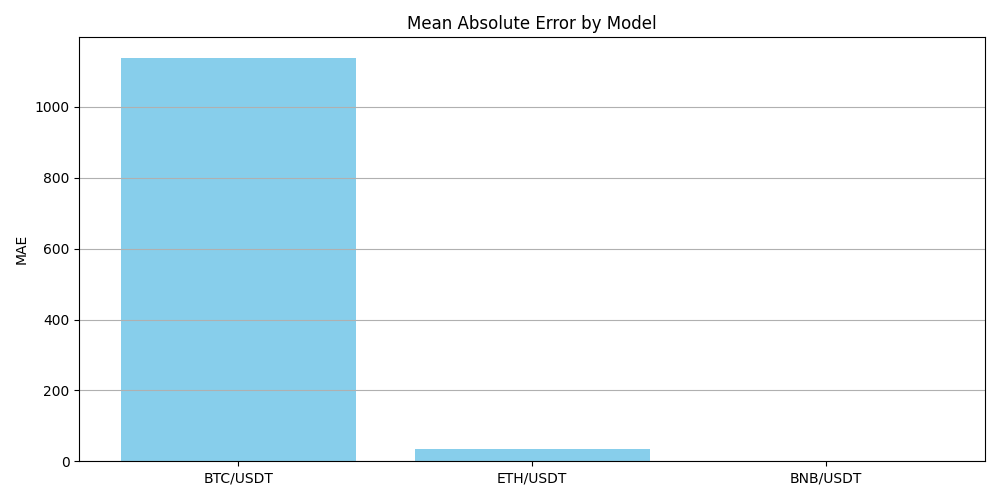 Mean Absolute Error by Model
1000
800
600
400
200
0
MAE
BTC/USDT
ETH/USDT
BNB/USDT